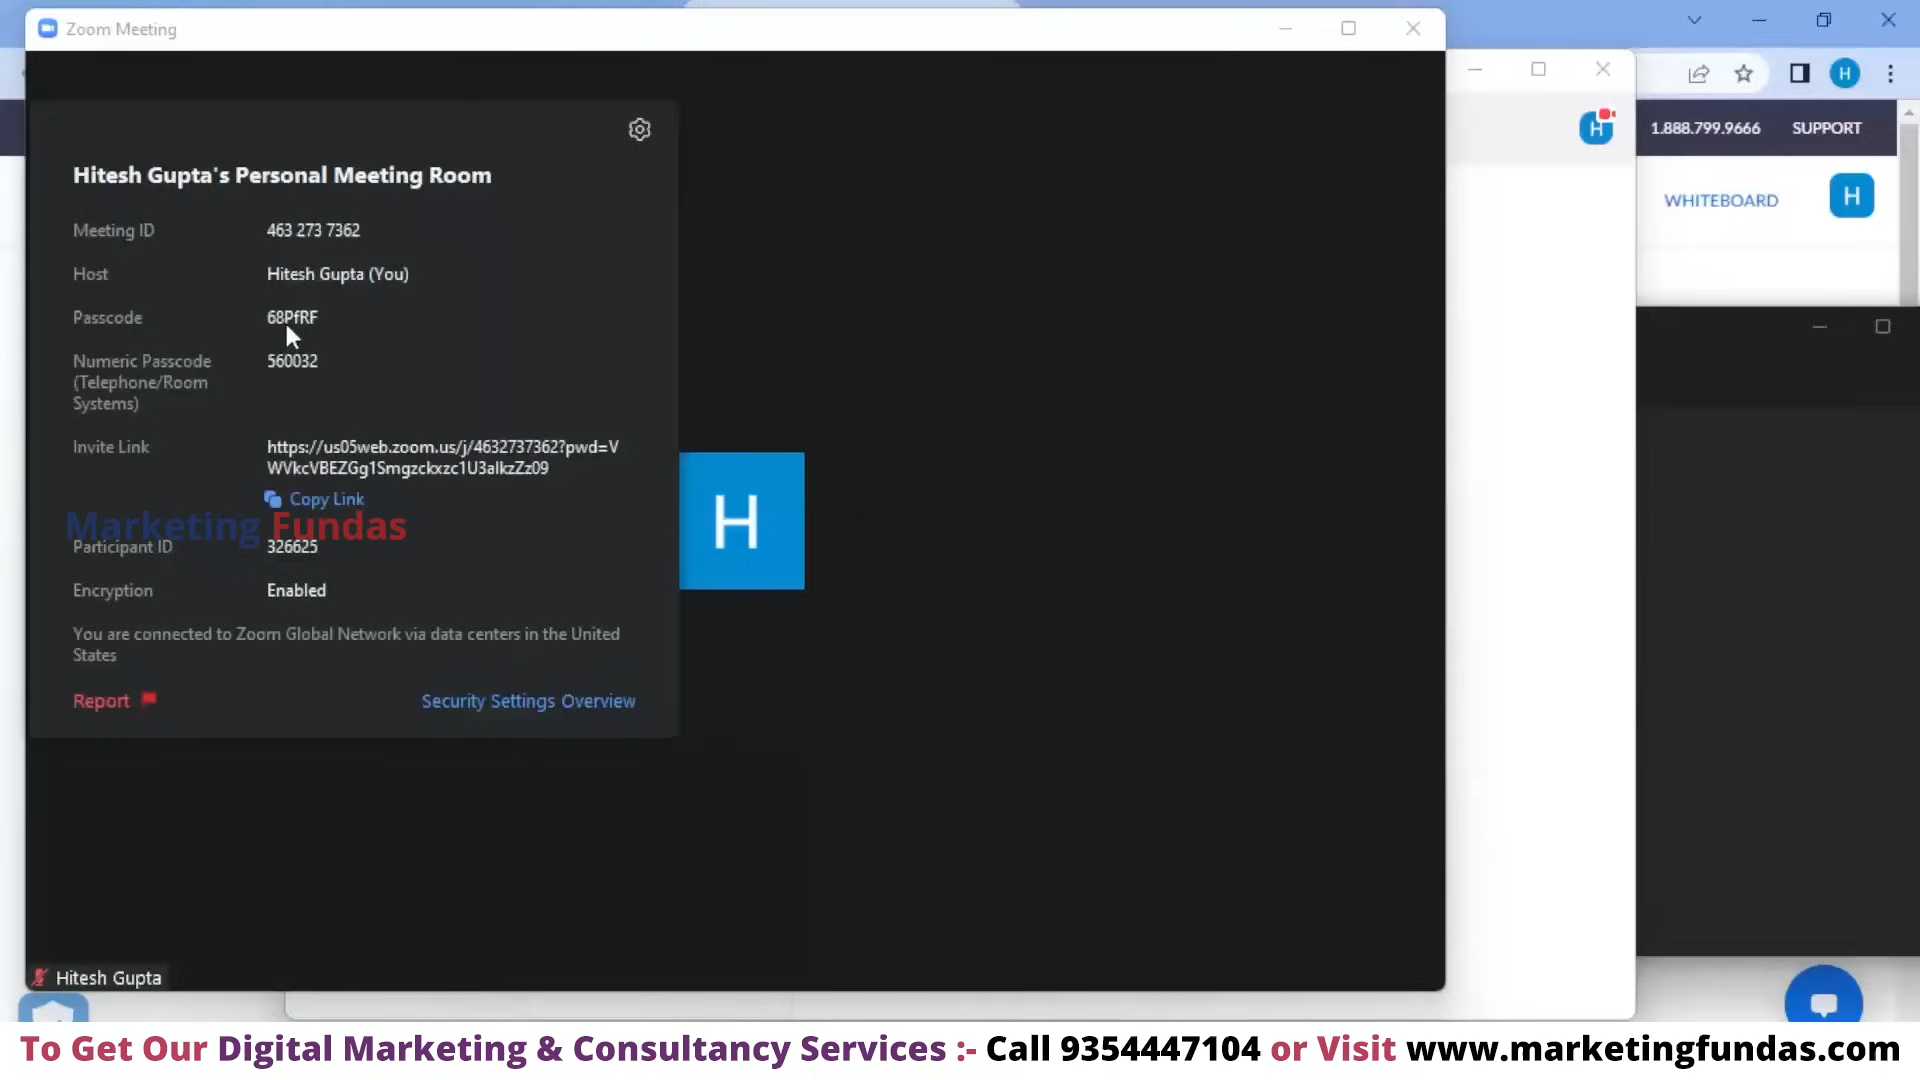 Zoom Meeting
H
1.888.799.9666 SUPPORT
H
WHITEBOARD
H
Hitesh Gupta's Personal Meeting Room
Meeting ID 463 273 7362
Host Hitesh Gupta (You)
Passcode 68PfRF
Numeric Passcode 560032
(Telephone/Room
Systems)
Invite Link https://us05web.zoom.us/j/4632737362?pwd=V
WVkcVBEZGg1Smgzckxzc1U3alkzZz09
Copy Link
Marketing Fundas
Participant ID 326625
H
Encryption Enabled
You are connected to Zoom Global Network via data centers in the United
States
Report Security Settings Overview
Hitesh Gupta
To Get Our Digital Marketing & Consultancy Services :- Call 9354447104 or Visit www.marketingfundas.com